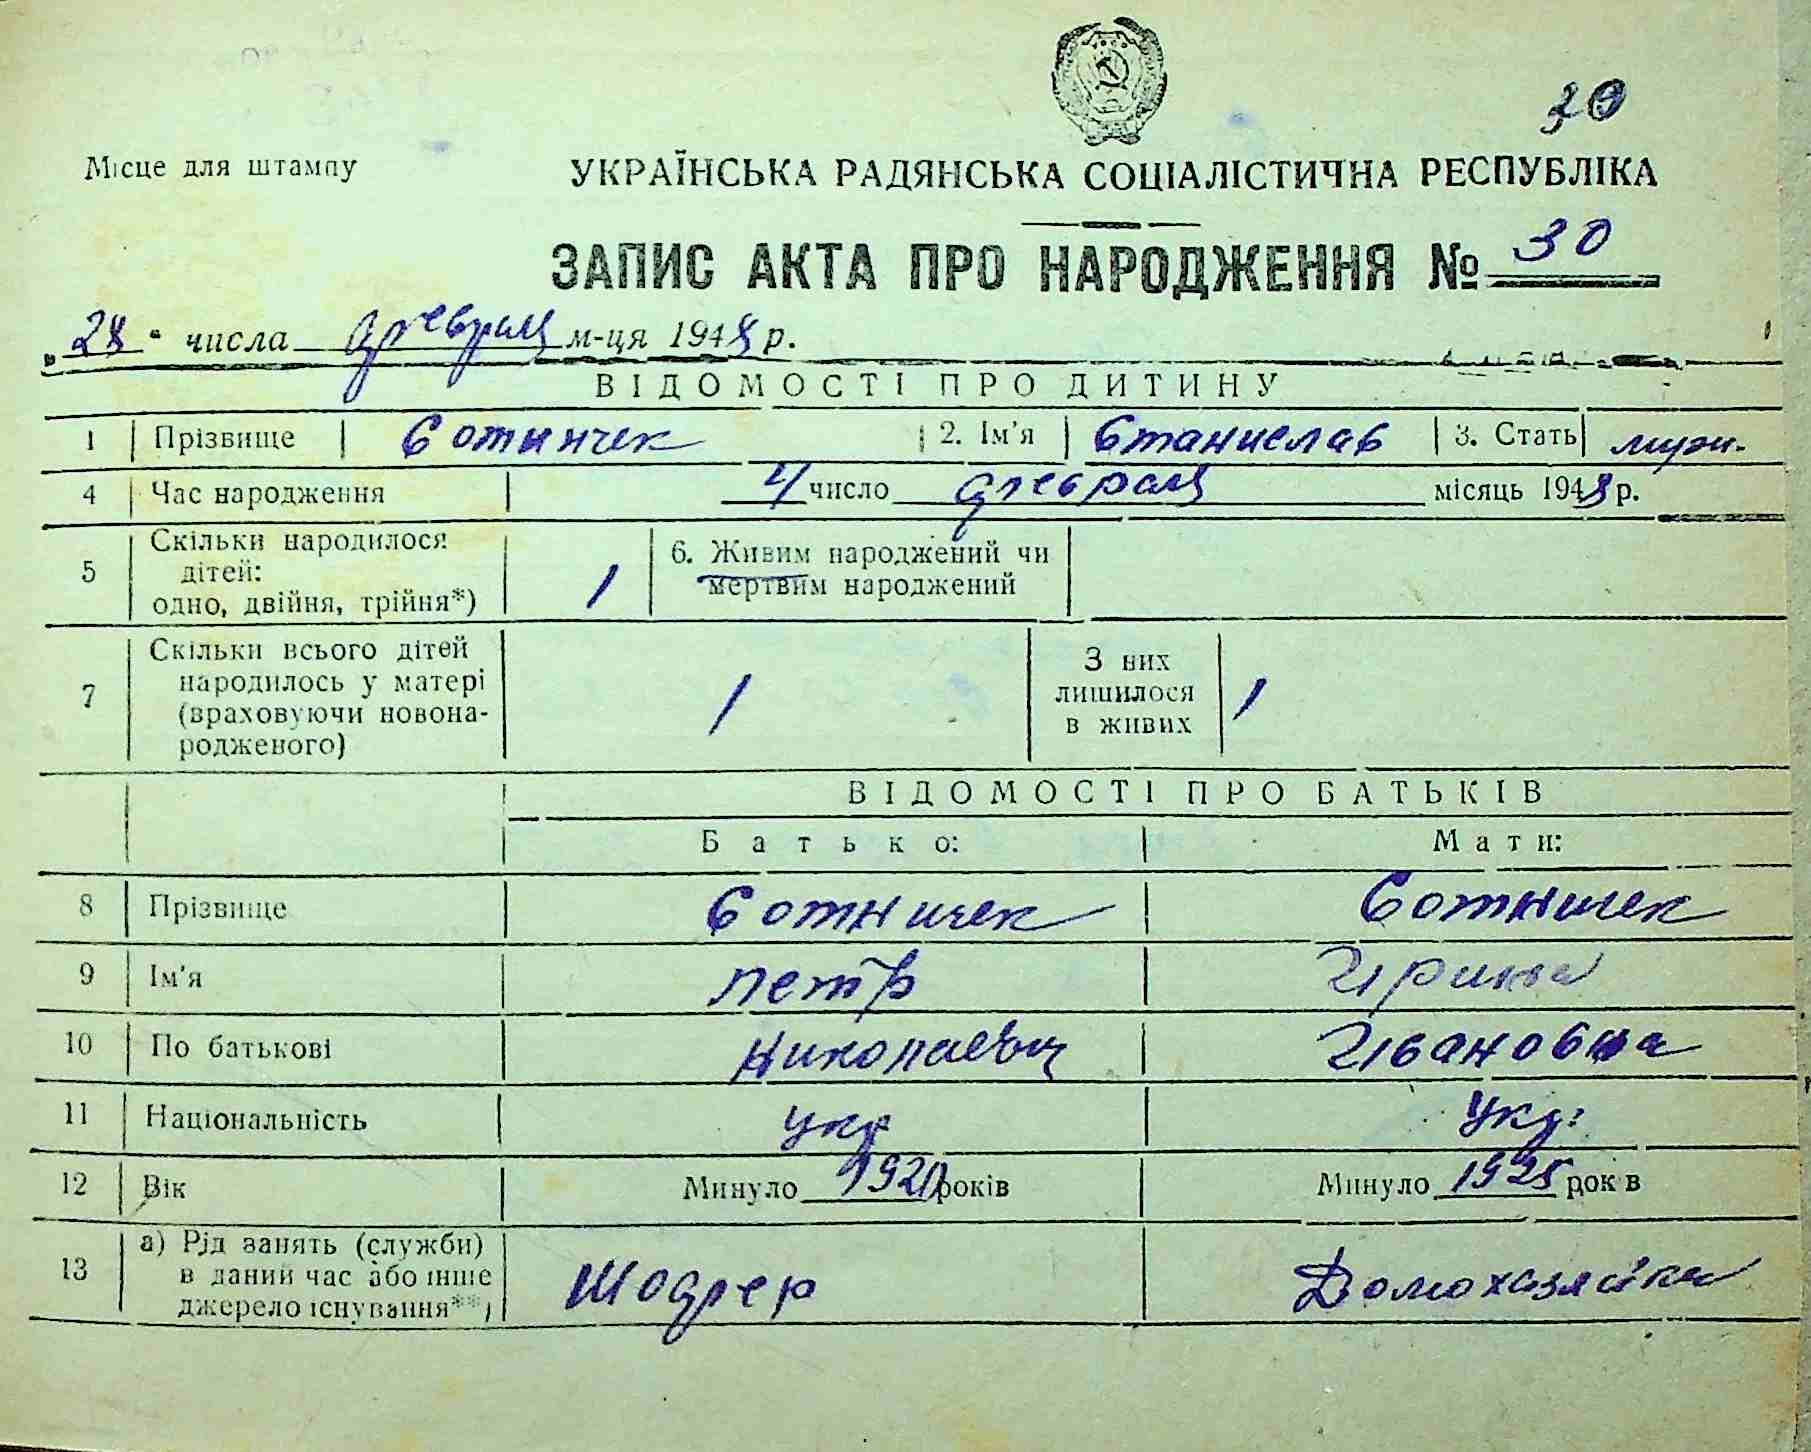 30
Місце для штампу
УКРАЇНСЬКА РАДЯНСЬКА СОЦІАЛІСТИЧНА РЕСПУБЛІКА
ЗАПИС АКТА ПРО НАРОДЖЕННЯ № 30
„28“ числа февраля м-ця 1948 р.
ВІДОМОСТІ ПРО ДИТИНУ
1 Прізвище Сотничек 2. Ім'я Станислав 3. Стать муж.
4 Час народження 4 число февраля місяць 1948 р.
5 Скільки народилося дітей: одно, двійня, трійня*) 1 6. Живим народжений чи мертвим народжений
7 Скільки всього дітей народилось у матері (враховуючи новонародженого) 1 З них лишилося в живих 1
ВІДОМОСТІ ПРО БАТЬКІВ
Батько: Мати:
8 Прізвище Сотничек Сотничек
9 Ім'я Петр Ирина
10 По батькові Николаевич Ивановна
11 Національність укр Укр.
12 Вік Минуло років Минуло 1925 років
13 а) Рід занять (служби) в даний час або інше джерело існування**) Шофер Домохазяйка